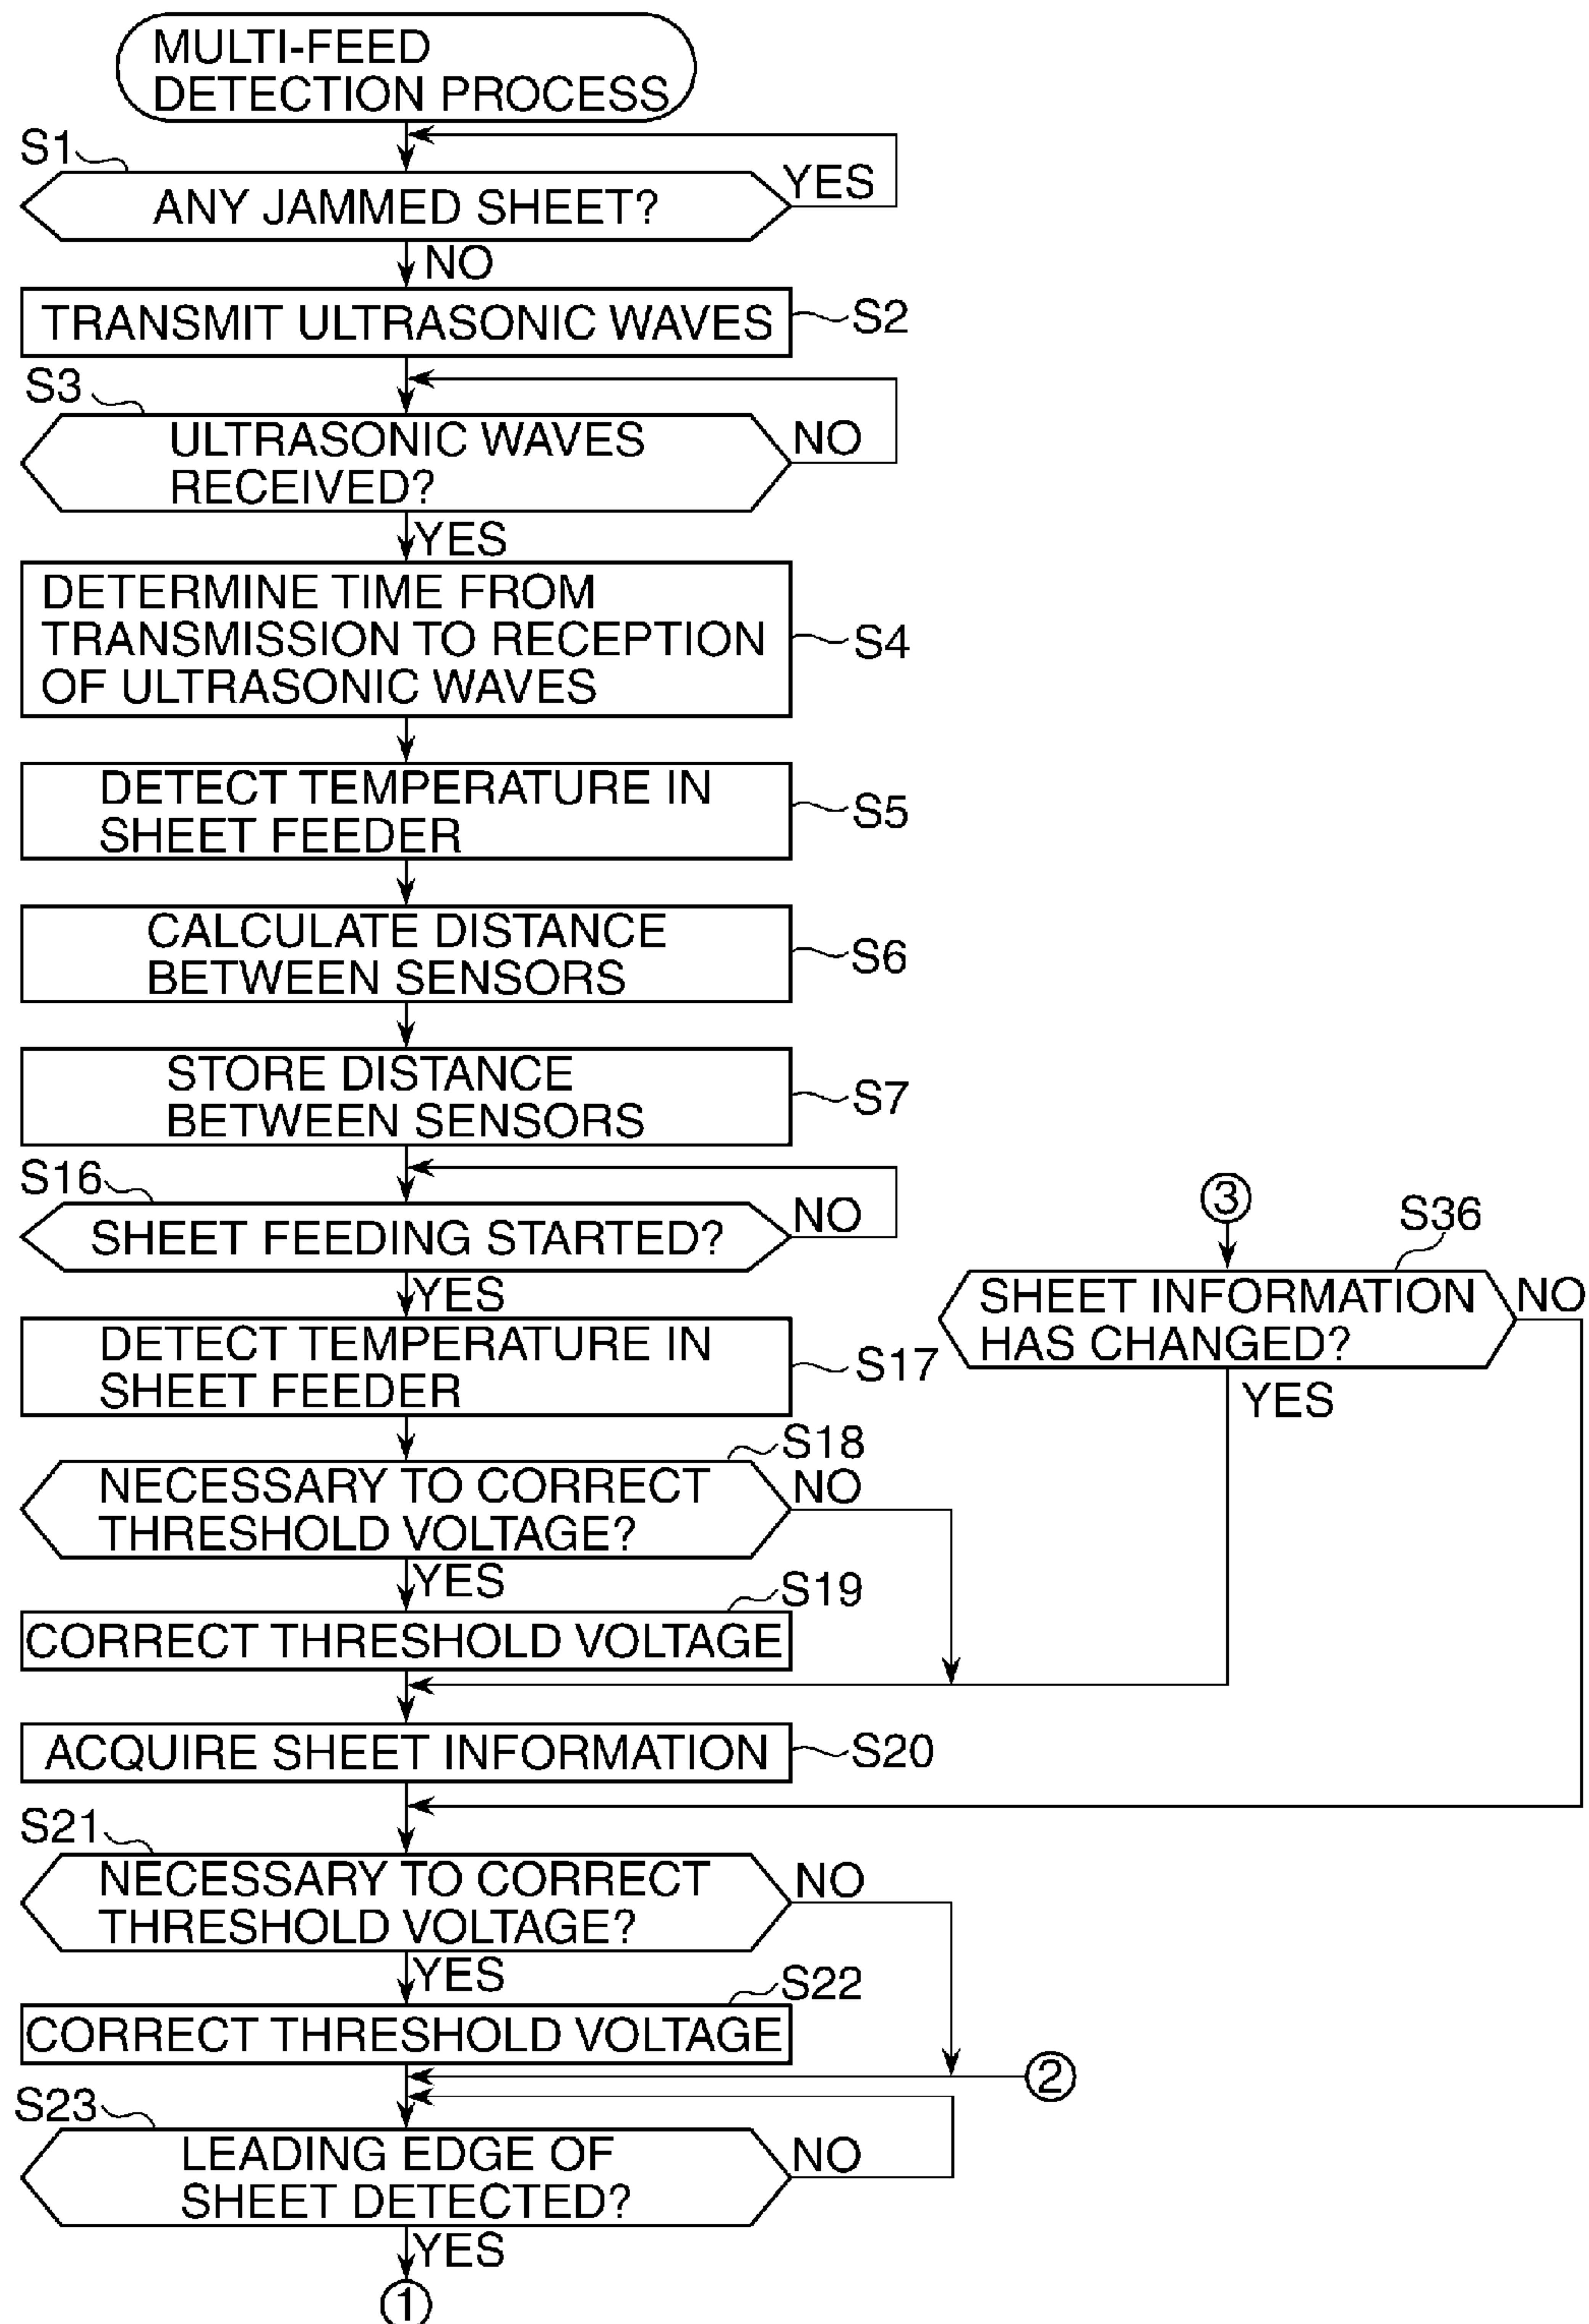 MULTI-FEED
DETECTION PROCESS
S1
YES
ANY JAMMED SHEET?
NO
TRANSMIT ULTRASONIC WAVES
S2
S3
ULTRASONIC WAVES
RECEIVED?
NO
YES
DETERMINE TIME FROM
TRANSMISSION TO RECEPTION
OF ULTRASONIC WAVES
S4
DETECT TEMPERATURE IN
SHEET FEEDER
S5
CALCULATE DISTANCE
BETWEEN SENSORS
S6
STORE DISTANCE
BETWEEN SENSORS
S7
S16
SHEET FEEDING STARTED?
NO
YES
3
S36
SHEET INFORMATION
HAS CHANGED?
NO
YES
DETECT TEMPERATURE IN
SHEET FEEDER
S17
S18
NECESSARY TO CORRECT
THRESHOLD VOLTAGE?
NO
YES
S19
CORRECT THRESHOLD VOLTAGE
ACQUIRE SHEET INFORMATION
S20
S21
NECESSARY TO CORRECT
THRESHOLD VOLTAGE?
NO
YES
S22
CORRECT THRESHOLD VOLTAGE
2
S23
LEADING EDGE OF
SHEET DETECTED?
NO
YES
1